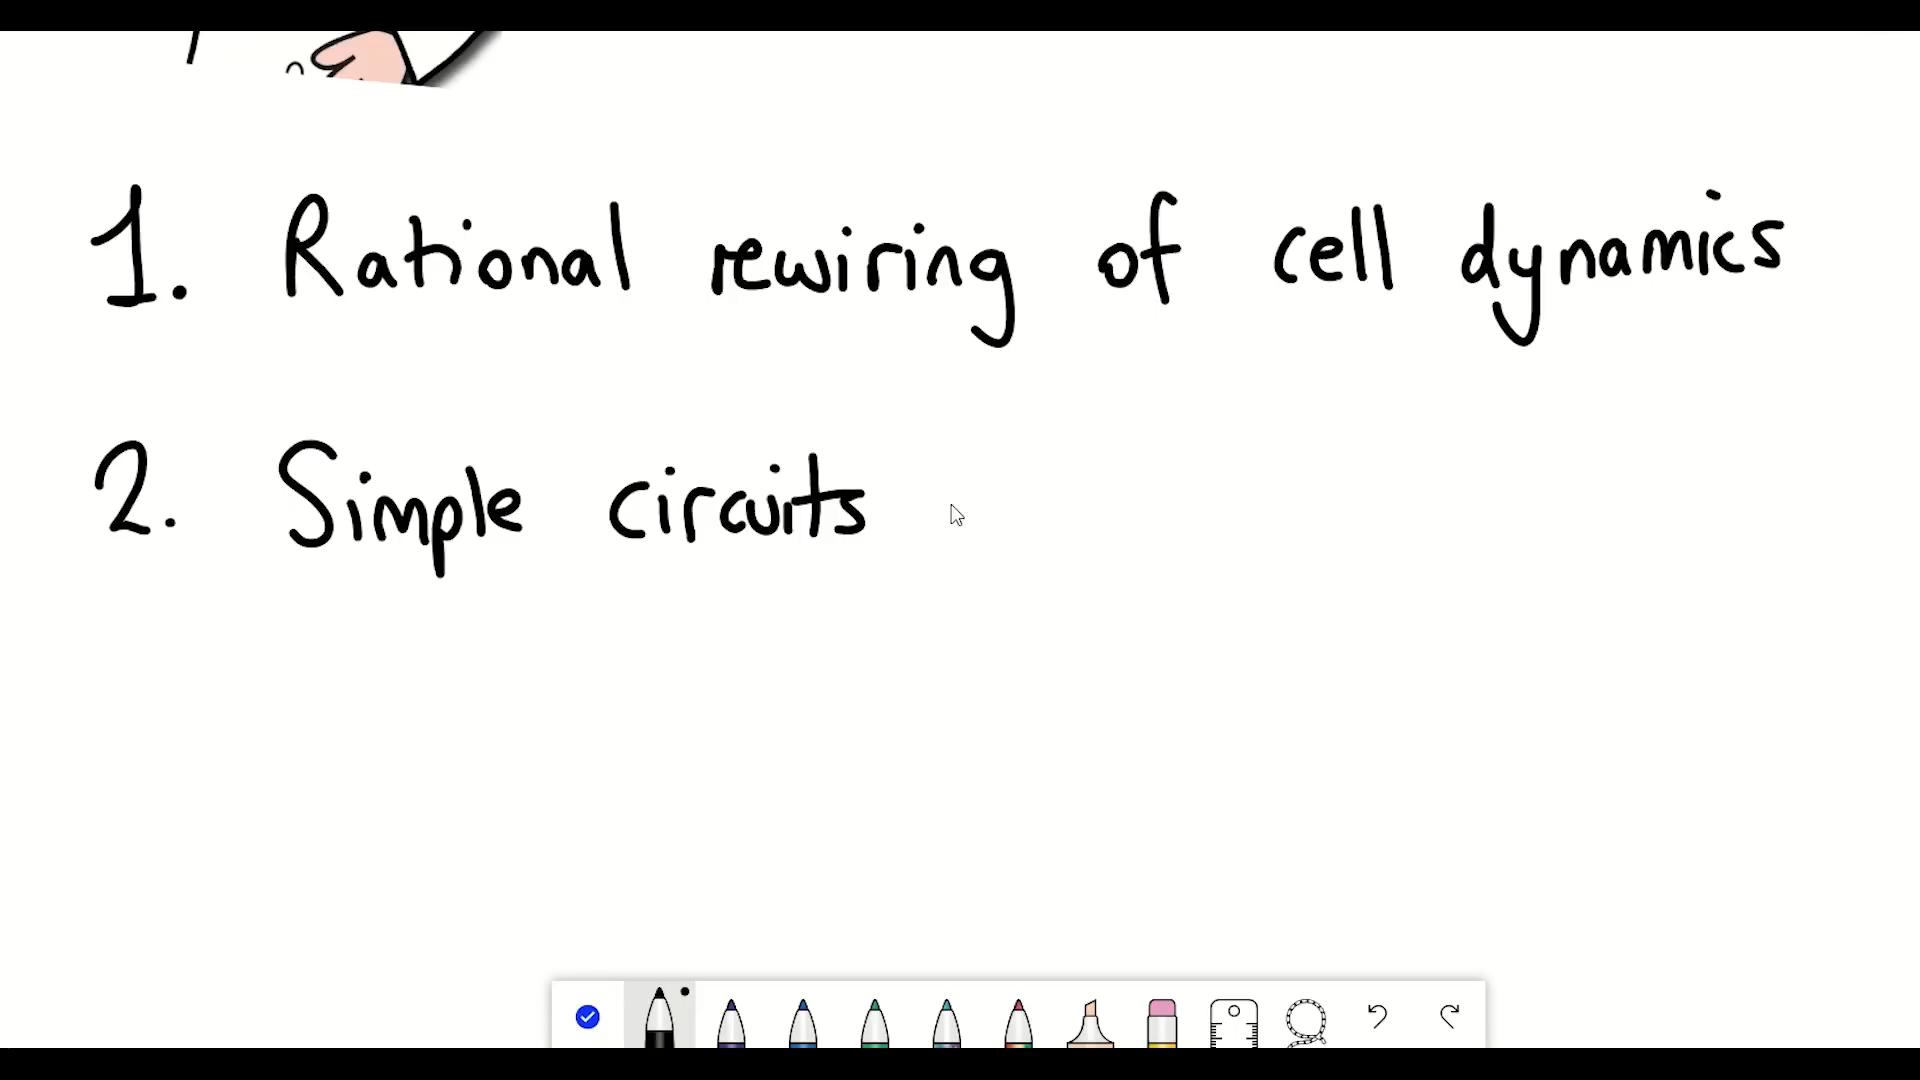 1. Rational rewiring of cell dynamics
2. Simple circuits